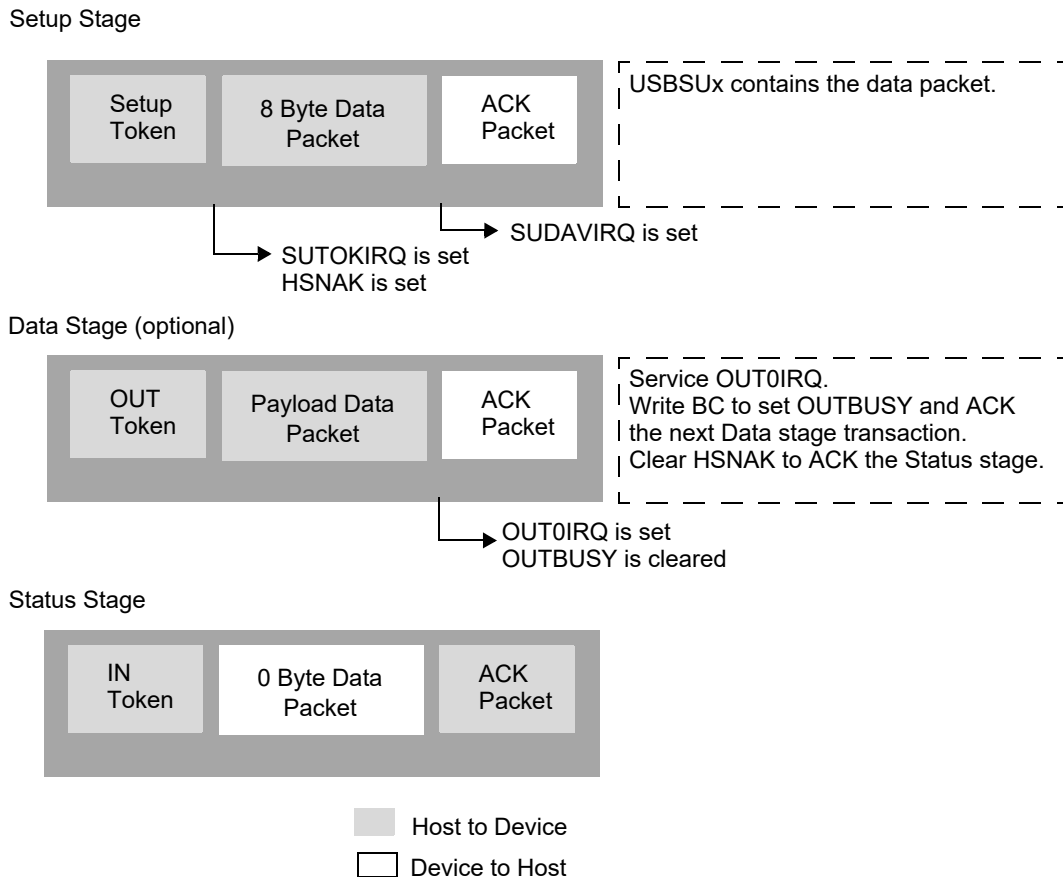 Setup Stage
Setup
Token
8 Byte Data
Packet
ACK
Packet
USBSUx contains the data packet.
SUTOKIRQ is set
HSNAK is set
SUDAVIRQ is set
Data Stage (optional)
OUT
Token
Payload Data
Packet
ACK
Packet
Service OUT0IRQ.
Write BC to set OUTBUSY and ACK
the next Data stage transaction.
Clear HSNAK to ACK the Status stage.
OUT0IRQ is set
OUTBUSY is cleared
Status Stage
IN
Token
0 Byte Data
Packet
ACK
Packet
Host to Device
Device to Host